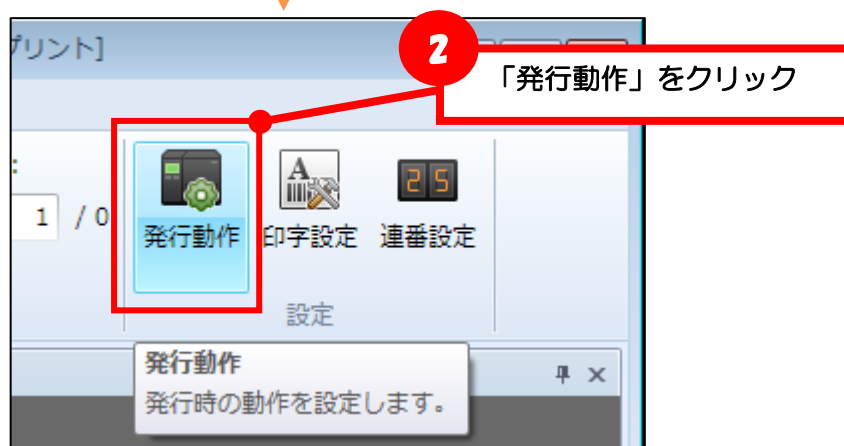 プリント]
2
「発行動作」をクリック
:
1 / 0
25
発行動作 印字設定 連番設定
設定
発行動作
発行時の動作を設定します。